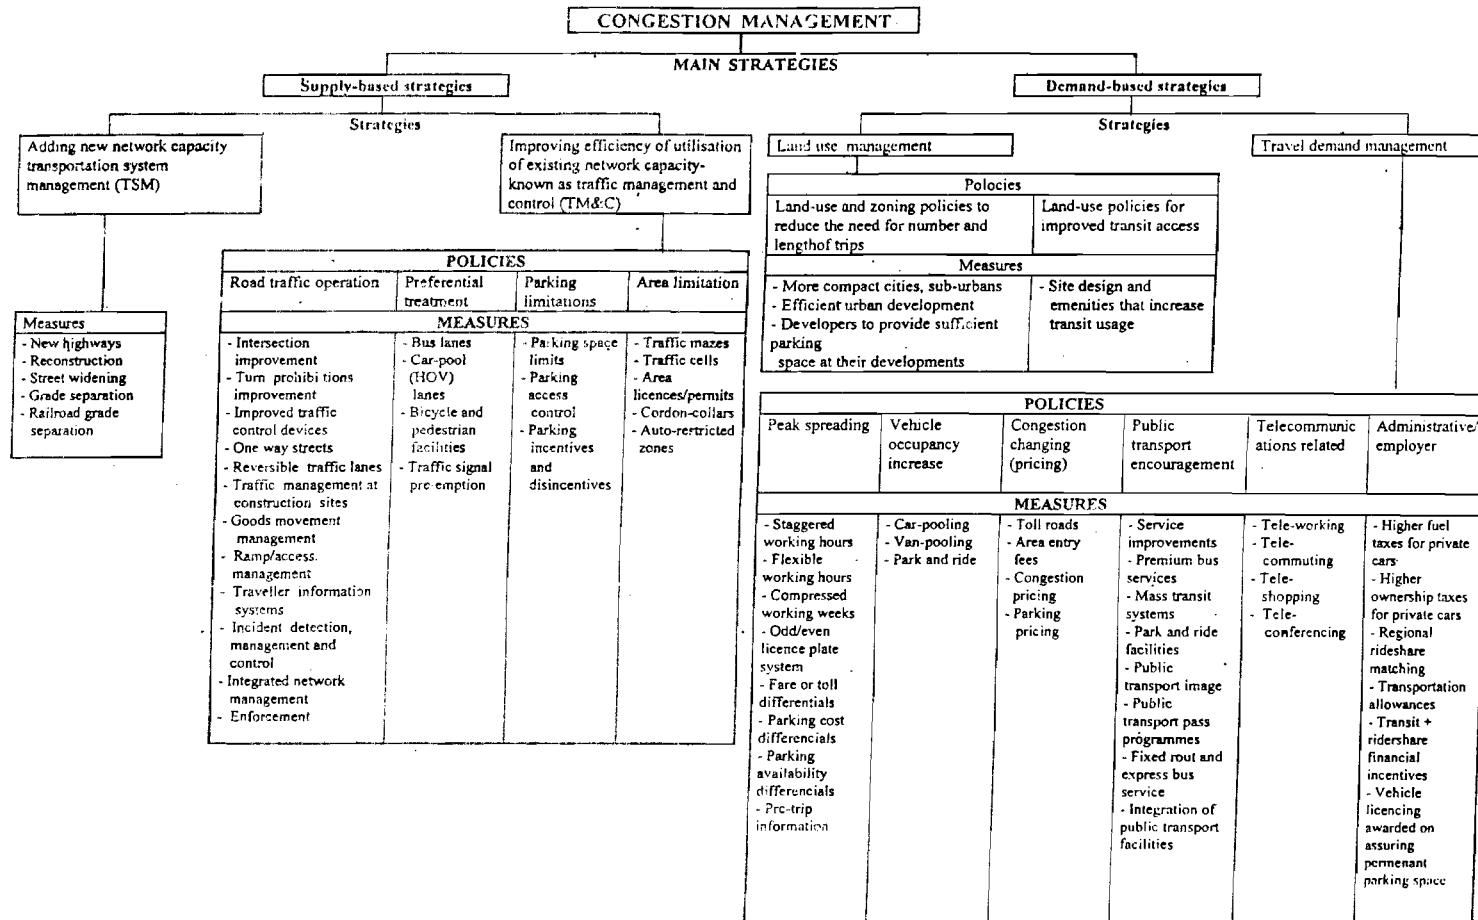 CONGESTION MANAGEMENT
MAIN STRATEGIES
Supply-based strategies
Demand-based strategies
Strategies
Strategies
Adding new network capacity
transportation system
management (TSM)
Improving efficiency of utilisation
of existing network capacity-
known as traffic management and
control (TM&C)
Land use management
Travel demand management
Measures
- New highways
- Reconstruction
- Street widening
- Grade separation
- Railroad grade
separation
POLICIES
Road traffic operation
Preferential
treatment
Parking
limitations
Area limitation
MEASURES
- Intersection
improvement
- Turn prohibitions
improvement
- Improved traffic
control devices
- One way streets
- Reversible traffic lanes
- Traffic management at
construction sites
- Goods movement
management
- Ramp/access.
management
- Traveller information
systems
- Incident detection,
management and
control
- Integrated network
management
- Enforcement
- Bus lanes
- Car-pool
(HOV)
lanes
- Bicycle and
pedestrian
facilities
- Traffic signal
pre-emption
- Parking space
limits
- Parking
access
control
- Parking
incentives
and
disincentives
- Traffic mazes
- Traffic cells
- Area
licences/permits
- Cordon-collars
- Auto-restricted
zones
Polocies
Land-use and zoning policies to
reduce the need for number and
lengthof trips
Land-use policies for
improved transit access
Measures
- More compact cities, sub-urbans
- Efficient urban development
- Developers to provide sufficient
parking
space at their developments
- Site design and
emenities that increase
transit usage
POLICIES
Peak spreading
Vehicle
occupancy
increase
Congestion
changing
(pricing)
Public
transport
encouragement
Telecommunic
ations related
Administrative/
employer
MEASURES
- Staggered
working hours
- Flexible
working hours
- Compressed
working weeks
- Odd/even
licence plate
system
- Fare or toll
differentials
- Parking cost
differencials
- Parking
availability
differencials
- Pre-trip
information
- Car-pooling
- Van-pooling
- Park and ride
- Toll roads
- Area entry
fees
- Congestion
pricing
- Parking
pricing
- Service
improvements
- Premium bus
services
- Mass transit
systems
- Park and ride
facilities
- Public
transport image
- Public
transport pass
programmes
- Fixed rout and
express bus
service
- Integration of
public transport
facilities
- Tele-working
- Tele-
commuting
- Tele-
shopping
- Tele-
conferencing
- Higher fuel
taxes for private
cars
- Higher
ownership taxes
for private cars
- Regional
rideshare
matching
- Transportation
allowances
- Transit +
ridershare
financial
incentives
- Vehicle
licencing
awarded on
assuring
permenant
parking space